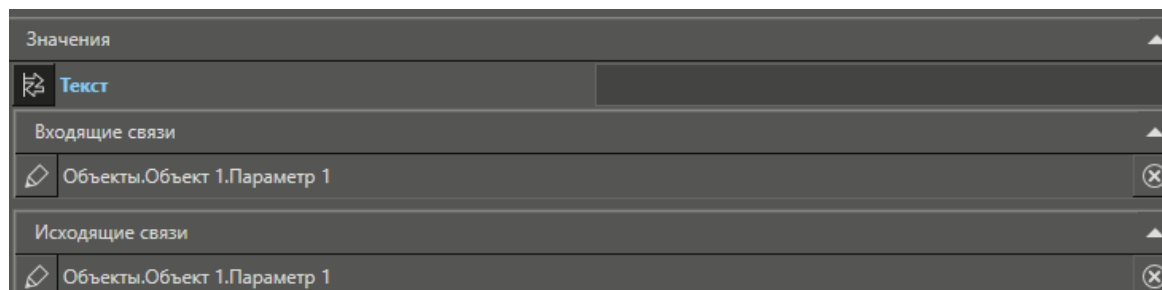 Значения
Текст
Входящие связи
Объекты.Объект 1.Параметр 1
Исходящие связи
Объекты.Объект 1.Параметр 1